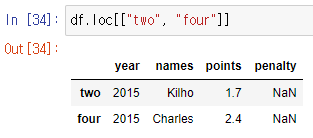 In [34]: df.loc[["two", "four"]]
Out[34]:
year names points penalty
two 2015 Kilho 1.7 NaN
four 2015 Charles 2.4 NaN